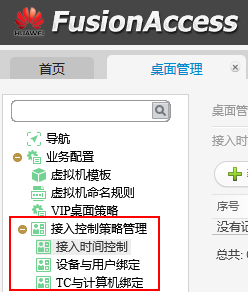 HUAWEI FusionAccess
首页 桌面管理
桌面管
导航
接入时
业务配置
虚拟机模板
虚拟机命名规则
序号
VIP桌面策略
没有记
接入控制策略管理
接入时间控制
总共:
设备与用户绑定
TC与计算机绑定